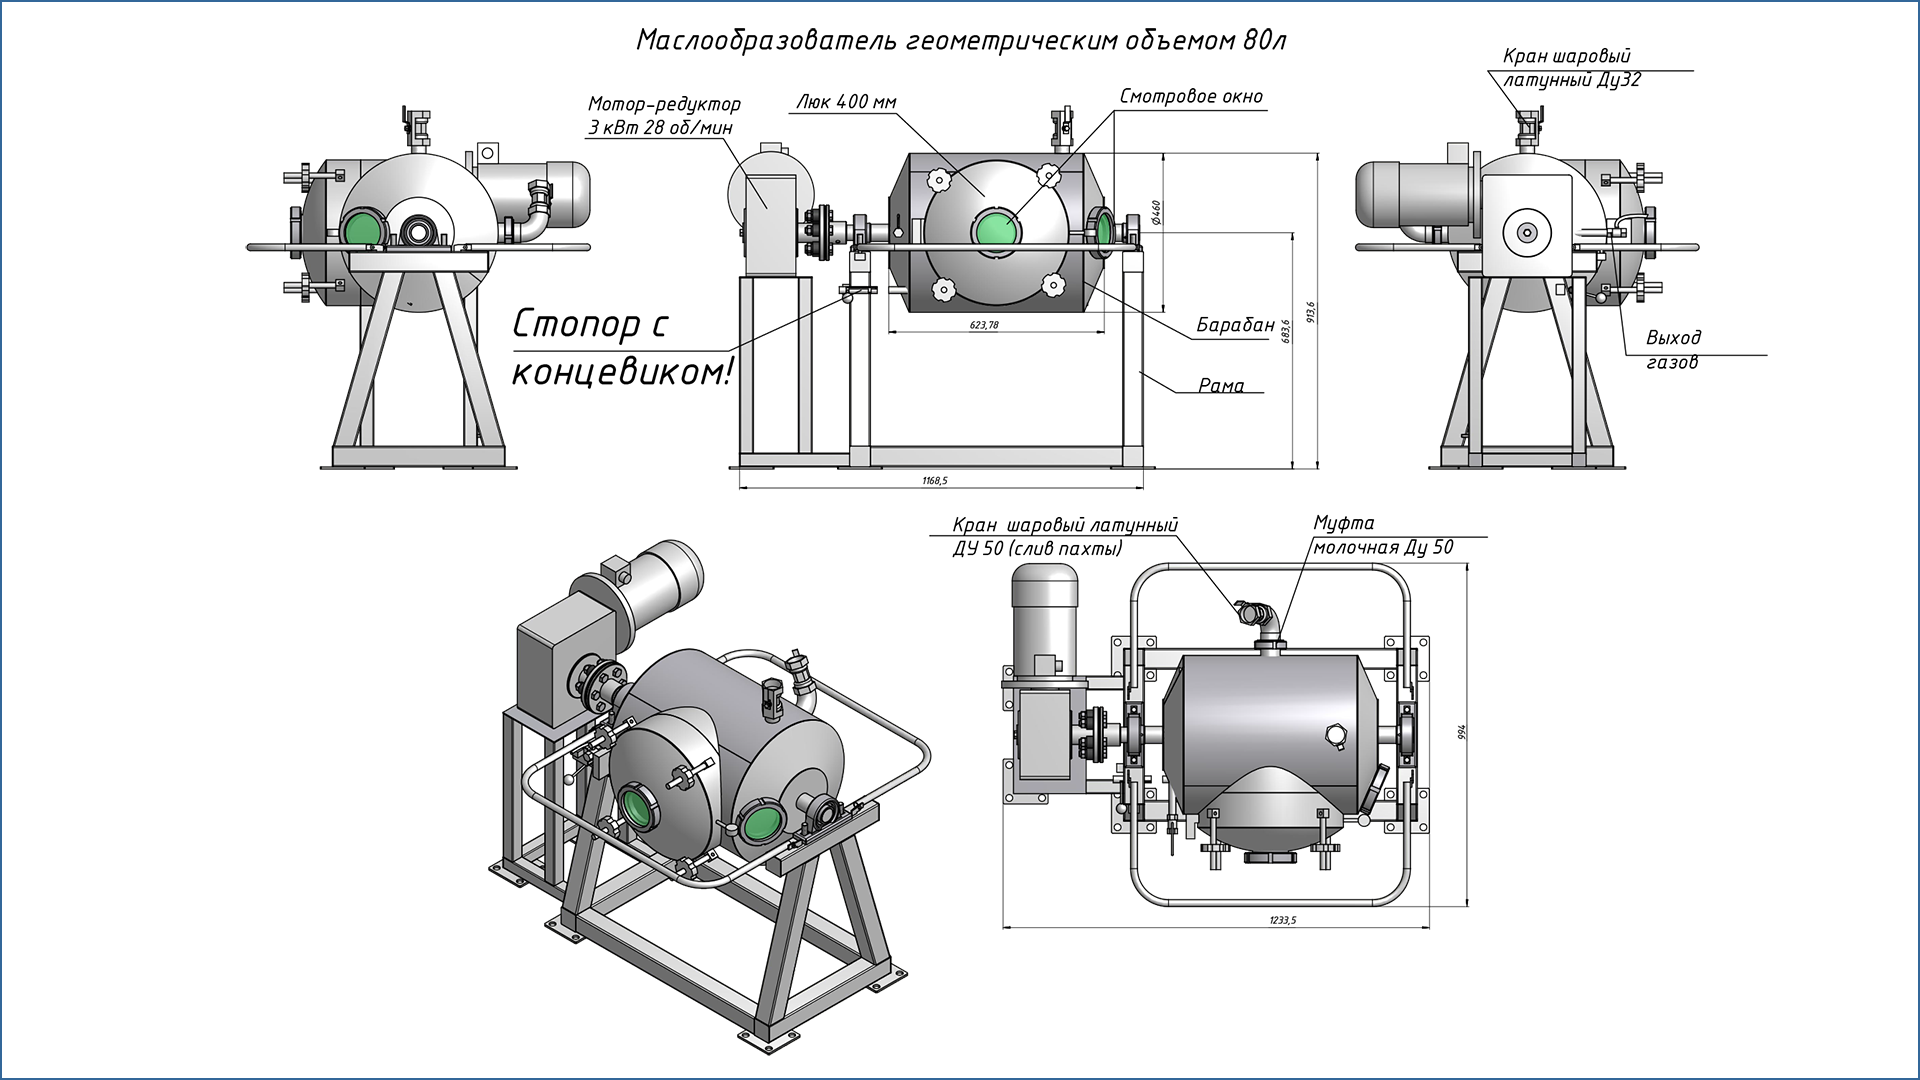 Маслообразователь геометрическим объемом 80л
Кран шаровый
латунный Ду32
Мотор-редуктор
3 кВт 28 об/мин
Люк 400 мм
Смотровое окно
Ø460
623,78
683,6
913,6
Стопор с
концевиком!
Барабан
Рама
Выход
газов
1168,5
Кран шаровый латунный
ДУ 50 (слив пахты)
Муфта
молочная Ду 50
994
1233,5